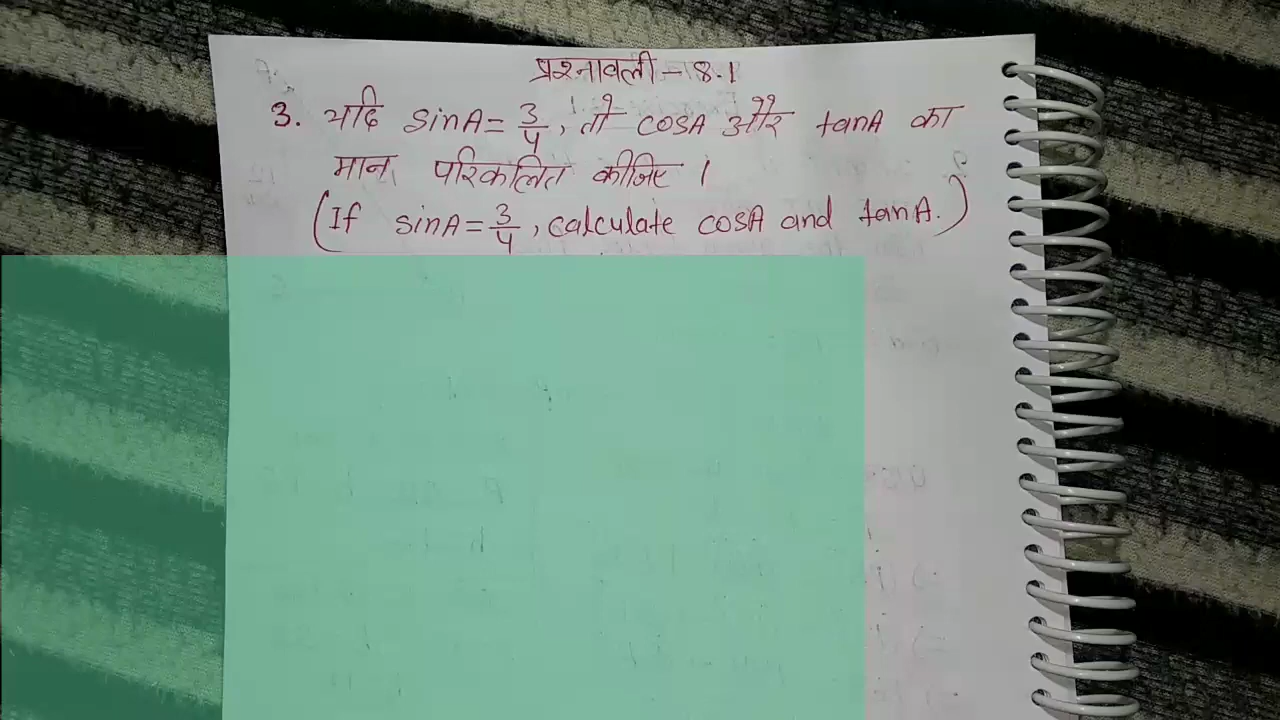 प्रश्नावली - 8.1
3. यदि sinA = 3/4, तो cosA और tanA का
मान परिकलित कीजिए ।
(If sinA = 3/4, calculate cosA and tanA.)